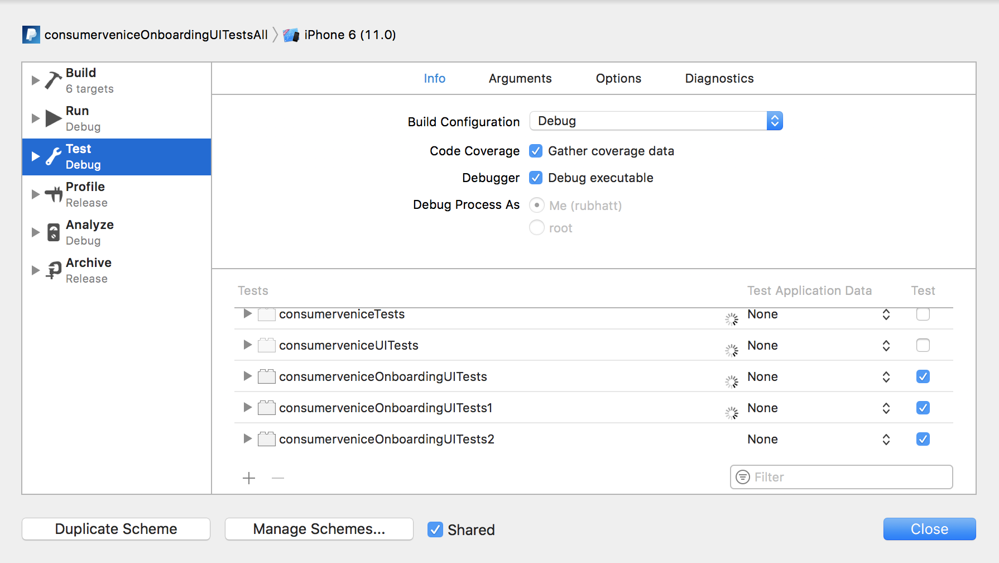 consumerveniceOnboardingUITestsAll
iPhone 6 (11.0)
Build
6 targets
Run
Debug
Test
Debug
Profile
Release
Analyze
Debug
Archive
Release
Info Arguments Options Diagnostics
Build Configuration Debug
Code Coverage Gather coverage data
Debugger Debug executable
Debug Process As Me (rubhatt)
root
Tests Test Application Data Test
consumerveniceTests None
consumerveniceUITests None
consumerveniceOnboardingUITests None
consumerveniceOnboardingUITests1 None
consumerveniceOnboardingUITests2 None
Filter
Duplicate Scheme Manage Schemes... Shared Close